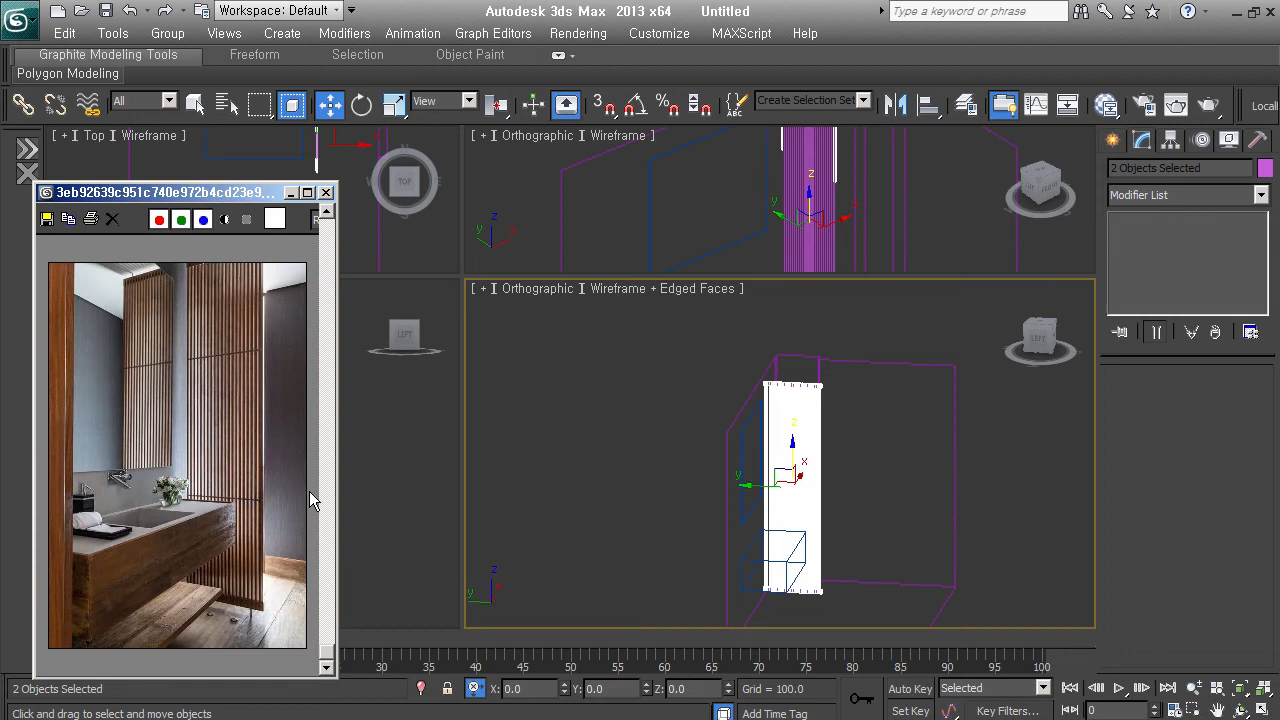 Workspace: Default
Autodesk 3ds Max 2013 x64 Untitled
Type a keyword or phrase
Edit Tools Group Views Create Modifiers Animation Graph Editors Rendering Customize MAXScript Help
Graphite Modeling Tools Freeform Selection Object Paint
Polygon Modeling
All View 3 ABC Create Selection Set Local
[ + ] Top ] Wireframe ]
[ + ] Orthographic ] Wireframe ]
2 Objects Selected
Modifier List
TOP
FRONT
3eb92639c951c740e972b4cd23e9...
z
y
x
z
y
[ + ] Orthographic ] Wireframe + Edged Faces ]
LEFT
LEFT
z
x
y
z
y
30 35 40 45 50 55 60 65 70 75 80 85 90 95 100
2 Objects Selected
X: 0.0 Y: 0.0 Z: 0.0 Grid = 100.0 Auto Key Selected
Click and drag to select and move objects
Add Time Tag Set Key Key Filters... 0